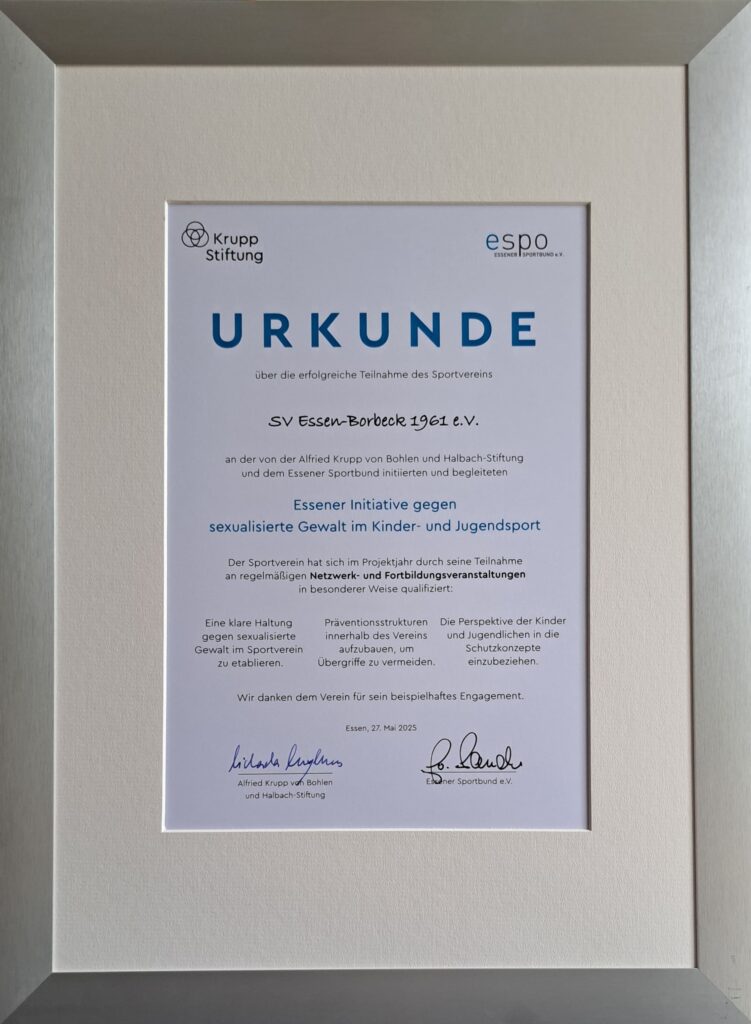 Krupp
Stiftung
espo
ESSENER SPORTBUND e.V.
URKUNDE
über die erfolgreiche Teilnahme des Sportvereins
SV Essen-Borbeck 1961 e.V.
an der von der Alfried Krupp von Bohlen und Halbach-Stiftung
und dem Essener Sportbund initiierten und begleiteten
Essener Initiative gegen
sexualisierte Gewalt im Kinder- und Jugendsport
Der Sportverein hat sich im Projektjahr durch seine Teilnahme
an regelmäßigen Netzwerk- und Fortbildungsveranstaltungen
in besonderer Weise qualifiziert:
Eine klare Haltung
gegen sexualisierte
Gewalt im Sportverein
zu etablieren.
Präventionsstrukturen
innerhalb des Vereins
aufzubauen, um
Übergriffe zu vermeiden.
Die Perspektive der Kinder
und Jugendlichen in die
Schutzkonzepte
einzubeziehen.
Wir danken dem Verein für sein beispielhaftes Engagement.
Essen, 27. Mai 2025
Alfried Krupp von Bohlen
und Halbach-Stiftung
Essener Sportbund e.V.